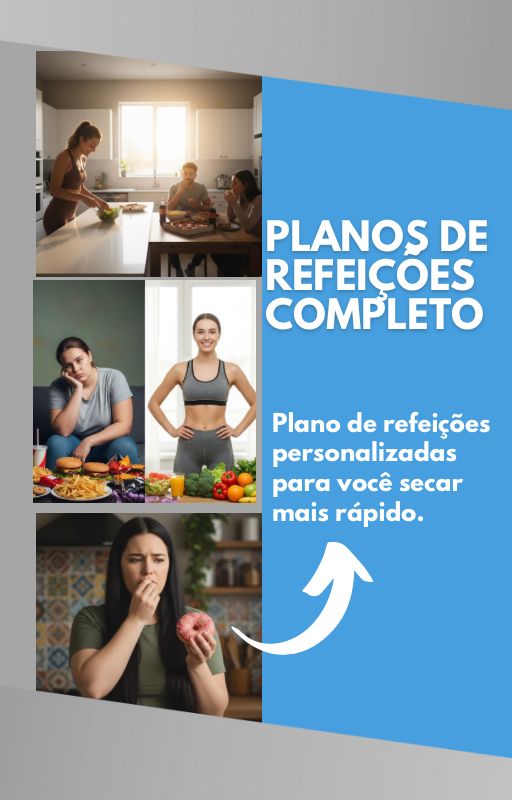 PLANOS DE
REFEIÇÕES
COMPLETO
Plano de refeições
personalizadas
para você secar
mais rápido.